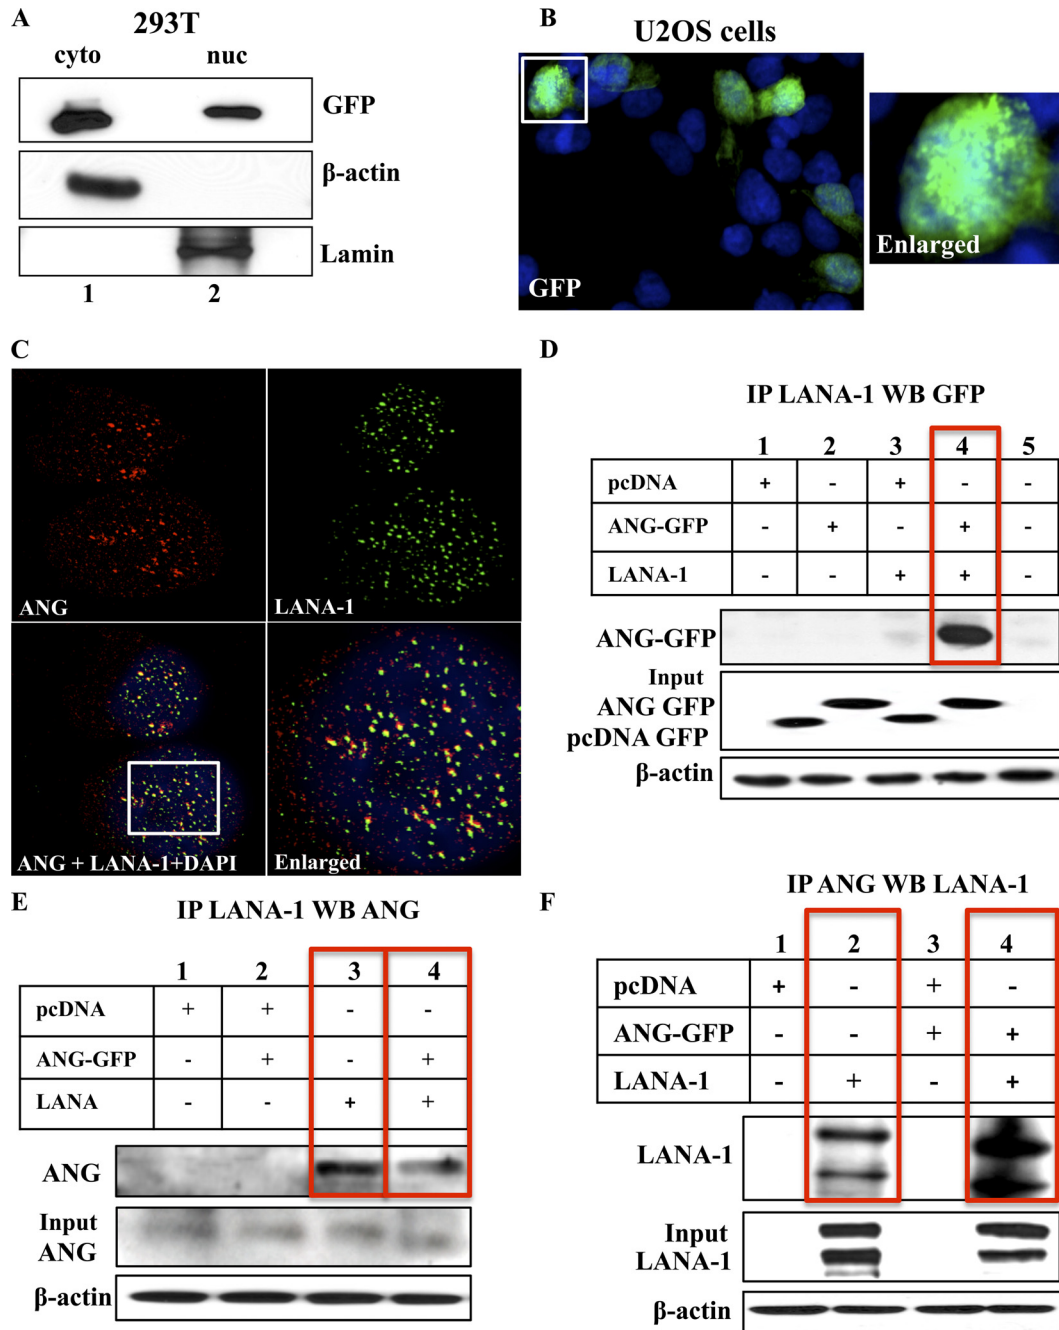 A
293T
cyto nuc
GFP
β-actin
Lamin
1 2
B
U2OS cells
GFP
Enlarged
C
ANG
LANA-1
ANG + LANA-1+DAPI
Enlarged
D
IP LANA-1 WB GFP
1 2 3 4 5
pcDNA + - + - -
ANG-GFP - + - + -
LANA-1 - - + + -
ANG-GFP
Input
ANG GFP
pcDNA GFP
β-actin
E
IP LANA-1 WB ANG
1 2 3 4
pcDNA + + - -
ANG-GFP - + - +
LANA - - + +
ANG
Input
ANG
β-actin
F
IP ANG WB LANA-1
1 2 3 4
pcDNA + - + -
ANG-GFP - - + +
LANA-1 - + - +
LANA-1
Input
LANA-1
β-actin